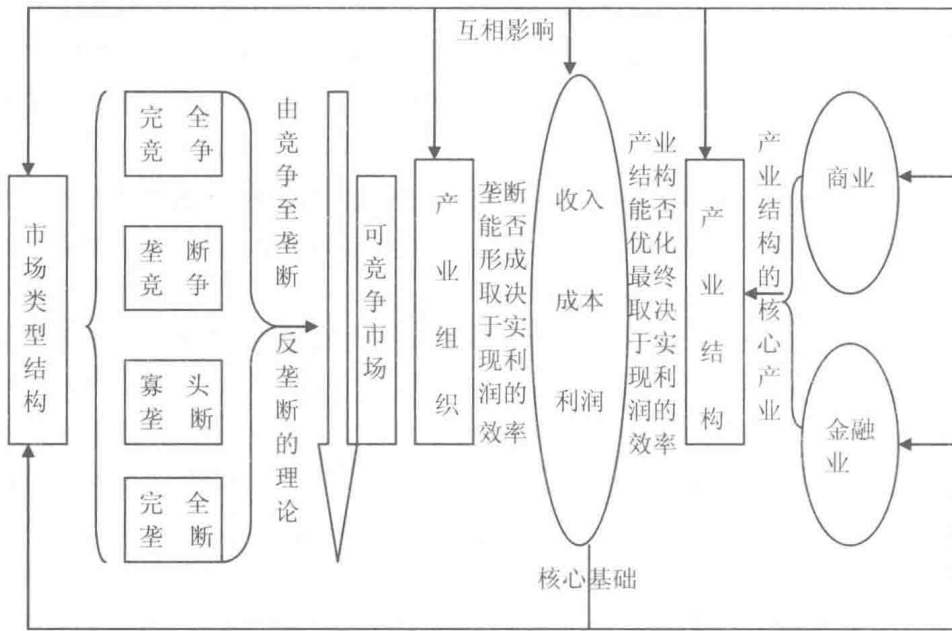 互相影响
市场类型结构
完全
竞争
垄断
竞争
寡头
垄断
完全
垄断
由竞争至垄断
反垄断的理论
可竞争市场
产业组织
垄断
能否
形成
取决
于实
现利
润的
效率
收入
成本
利润
产业
结构
能否
优化
最终
取决
于实
现利
润的
效率
产业结构
产业结构的核心产业
商业
金融
业
核心基础